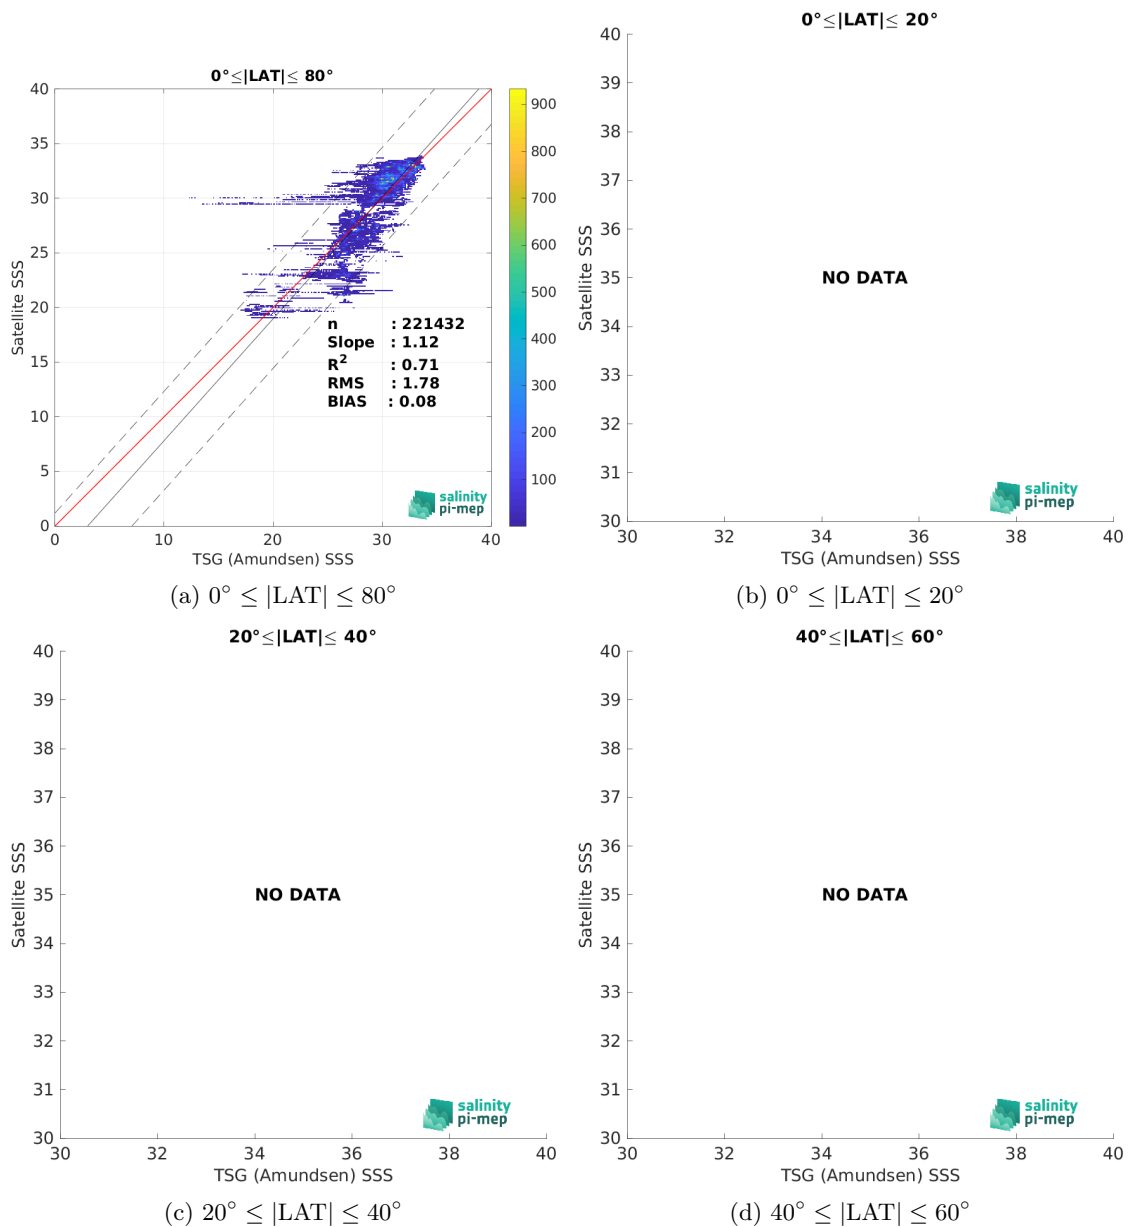 0°≤|LAT|≤ 80°
40
35
30
25
20
15
10
5
0
0
10
20
30
40
Satellite SSS
TSG (Amundsen) SSS
n : 221432
Slope : 1.12
R² : 0.71
RMS : 1.78
BIAS : 0.08
900
800
700
600
500
400
300
200
100
salinity
pi-mep
(a) 0° ≤ |LAT| ≤ 80°
0°≤|LAT|≤ 20°
40
39
38
37
36
35
34
33
32
31
30
30
32
34
36
38
40
Satellite SSS
NO DATA
salinity
pi-mep
TSG (Amundsen) SSS
(b) 0° ≤ |LAT| ≤ 20°
20°≤|LAT|≤ 40°
40
39
38
37
36
35
34
33
32
31
30
30
32
34
36
38
40
Satellite SSS
NO DATA
salinity
pi-mep
TSG (Amundsen) SSS
(c) 20° ≤ |LAT| ≤ 40°
40°≤|LAT|≤ 60°
40
39
38
37
36
35
34
33
32
31
30
30
32
34
36
38
40
Satellite SSS
NO DATA
salinity
pi-mep
TSG (Amundsen) SSS
(d) 40° ≤ |LAT| ≤ 60°